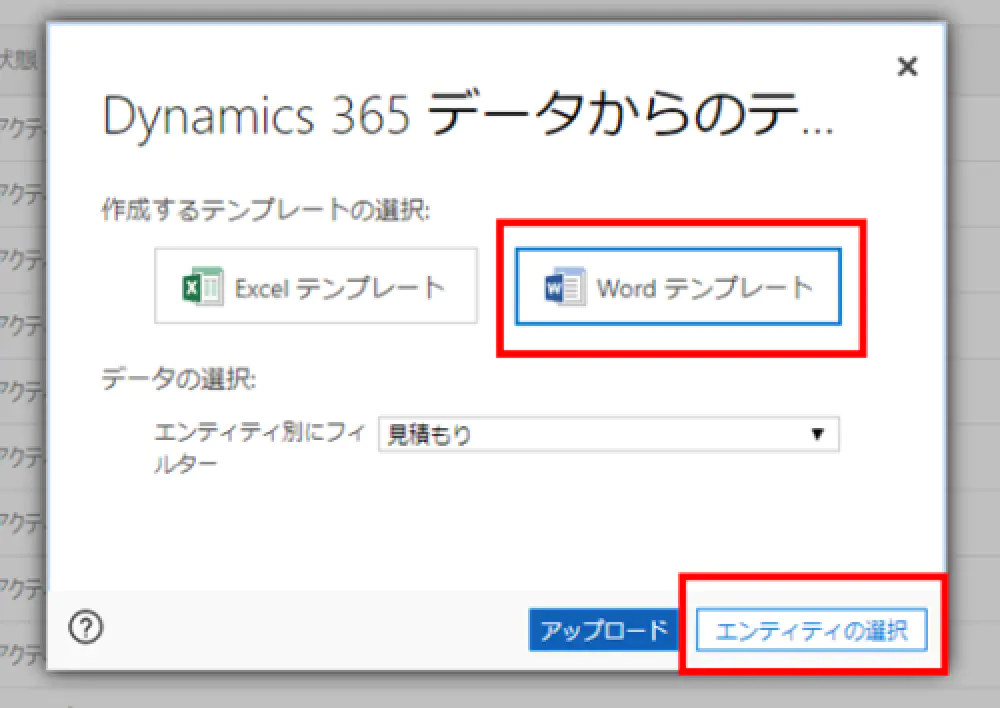 状態
Dynamics 365 データからのテ...
作成するテンプレートの選択:
Excel テンプレート
Word テンプレート
データの選択:
エンティティ別にフィ
ルター
見積もり
アップロード
エンティティの選択
アクティ
アクティ
アクティ
アクティ
アクティ
アクティ
アクティ
アクティ
アクティ